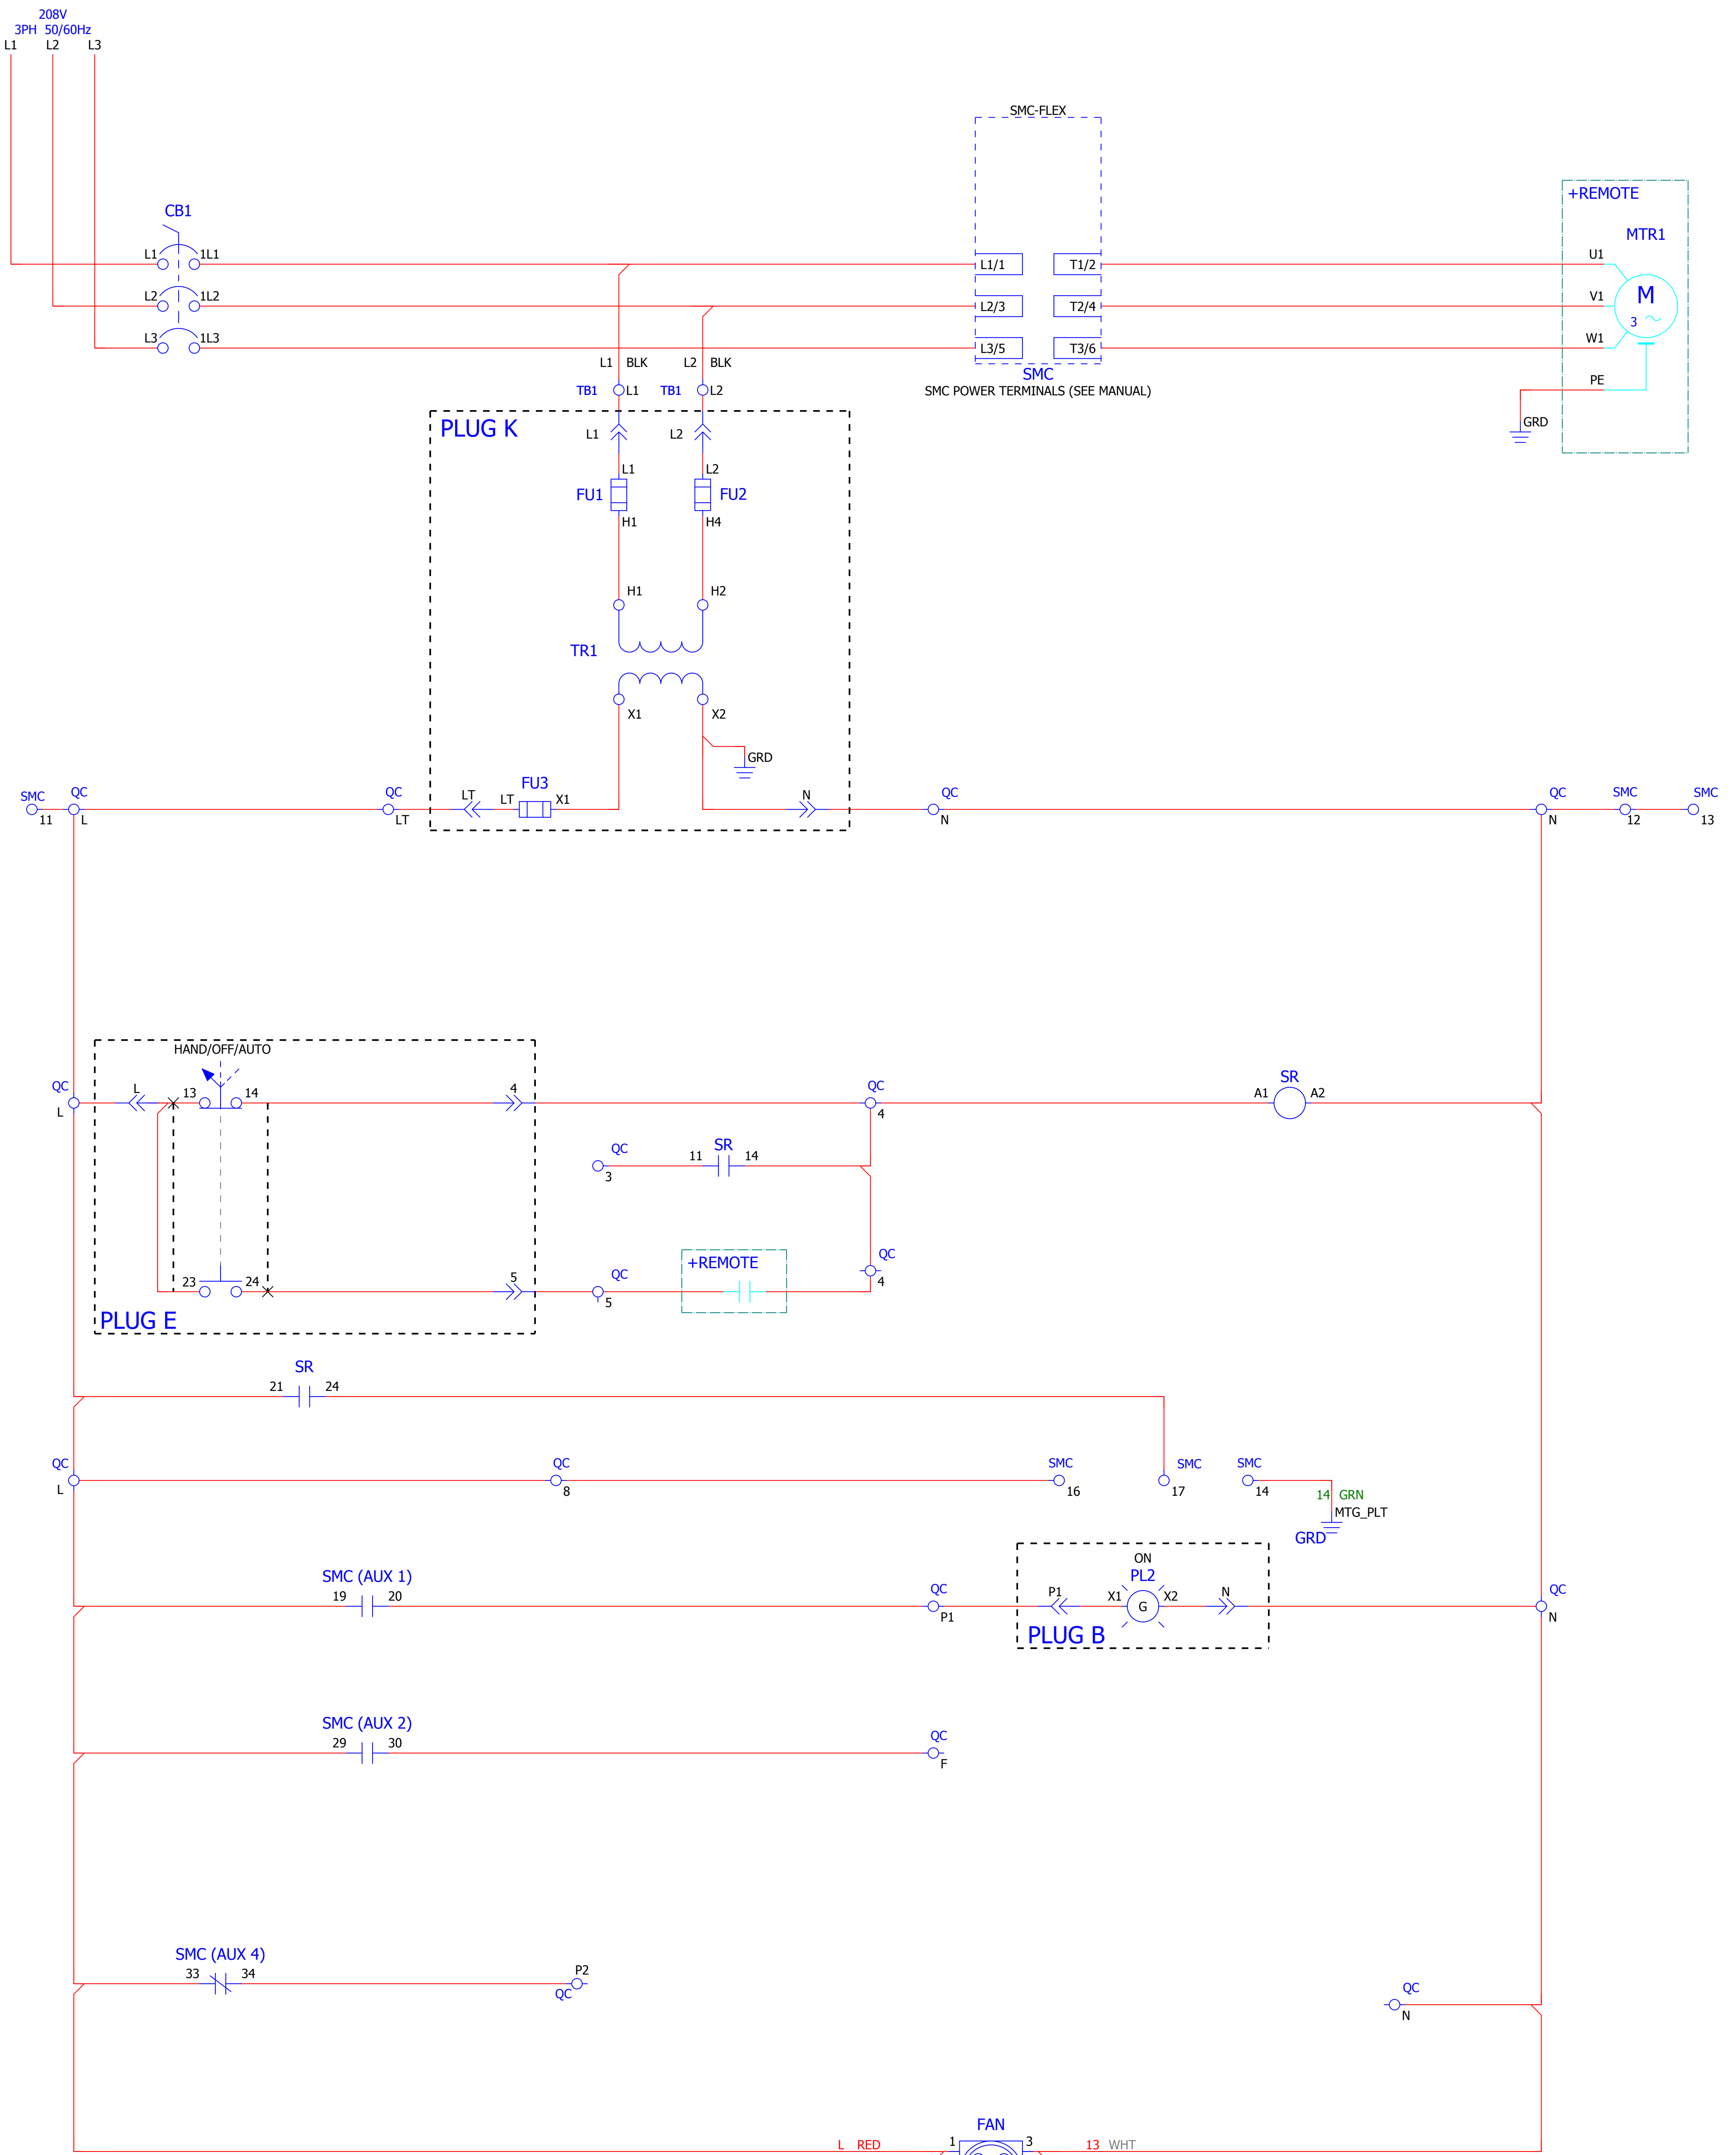 208V
3PH 50/60Hz
L1 L2 L3
SMC-FLEX
+REMOTE
CB1
MTR1
L1 1L1
L1/1 T1/2
U1
L2 1L2
L2/3 T2/4
V1
M
3
L3 1L3
L3/5 T3/6
W1
L1 BLK L2 BLK
SMC
TB1 L1 TB1 L2
SMC POWER TERMINALS (SEE MANUAL)
PE
GRD
PLUG K
L1 L2
L1 L2
FU1 FU2
H1 H4
H1 H2
TR1
X1 X2
GRD
SMC
11
QC
L
QC
LT
LT
LT
FU3
X1
N
QC
N
QC
N
SMC
12
SMC
13
HAND/OFF/AUTO
QC
L
L
13 14
4
QC
4
SR
A1 A2
QC
3
SR
11 14
+REMOTE
QC
4
23 24
5
QC
5
PLUG E
SR
21 24
QC
L
QC
8
SMC
16
SMC
17
SMC
14
14 GRN
MTG_PLT
GRD
SMC (AUX 1)
19 20
QC
P1
ON
PL2
P1
X1
G
X2
N
PLUG B
QC
N
SMC (AUX 2)
29 30
QC
F
SMC (AUX 4)
33 34
P2
QC
QC
N
FAN
L RED
1 3
13 WHT